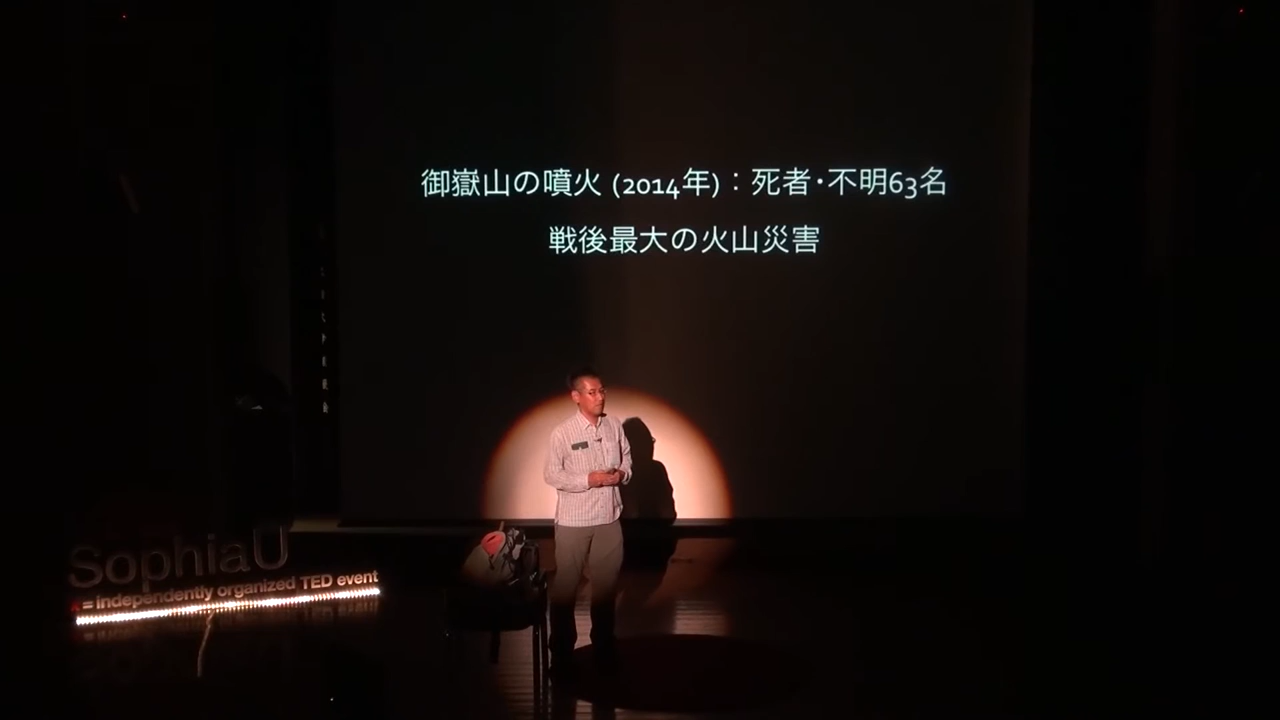 御嶽山の噴火 (2014年)：死者・不明63名
戦後最大の火山災害
SophiaU
x = independently organized TED event